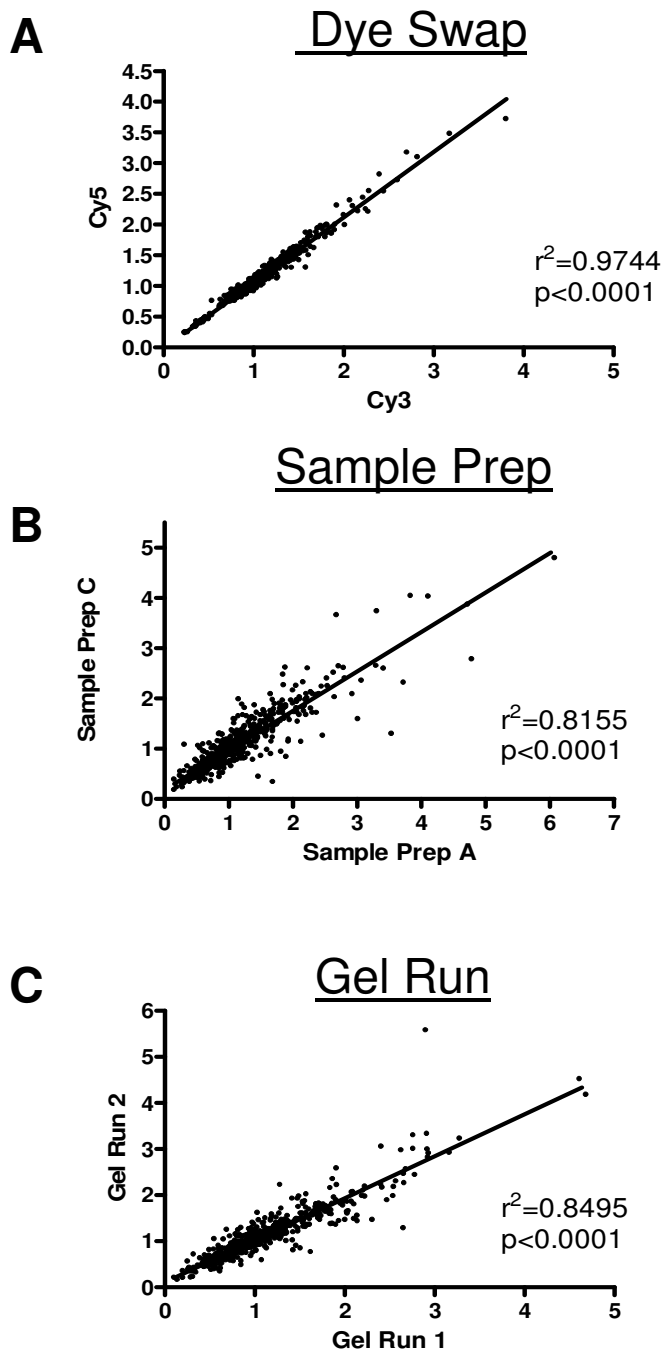 A
Dye Swap
4.5
4.0
3.5
3.0
2.5
2.0
1.5
1.0
0.5
0.0
Cy5
r²=0.9744
p<0.0001
0 1 2 3 4 5
Cy3
Sample Prep
B
5
4
3
2
1
0
Sample Prep C
r²=0.8155
p<0.0001
0 1 2 3 4 5 6 7
Sample Prep A
C
Gel Run
6
5
4
3
2
1
0
Gel Run 2
r²=0.8495
p<0.0001
0 1 2 3 4 5
Gel Run 1